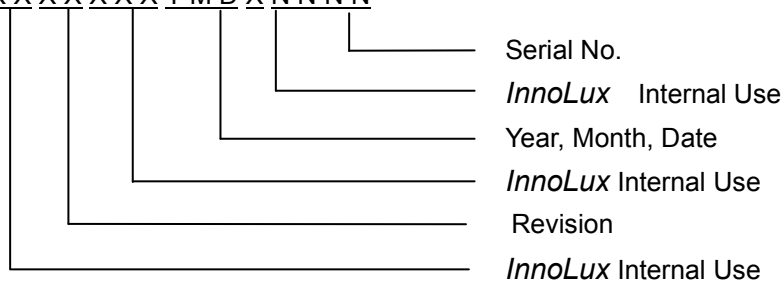 X X X X X X X Y M D X N N N N
Serial No.
InnoLux Internal Use
Year, Month, Date
InnoLux Internal Use
Revision
InnoLux Internal Use